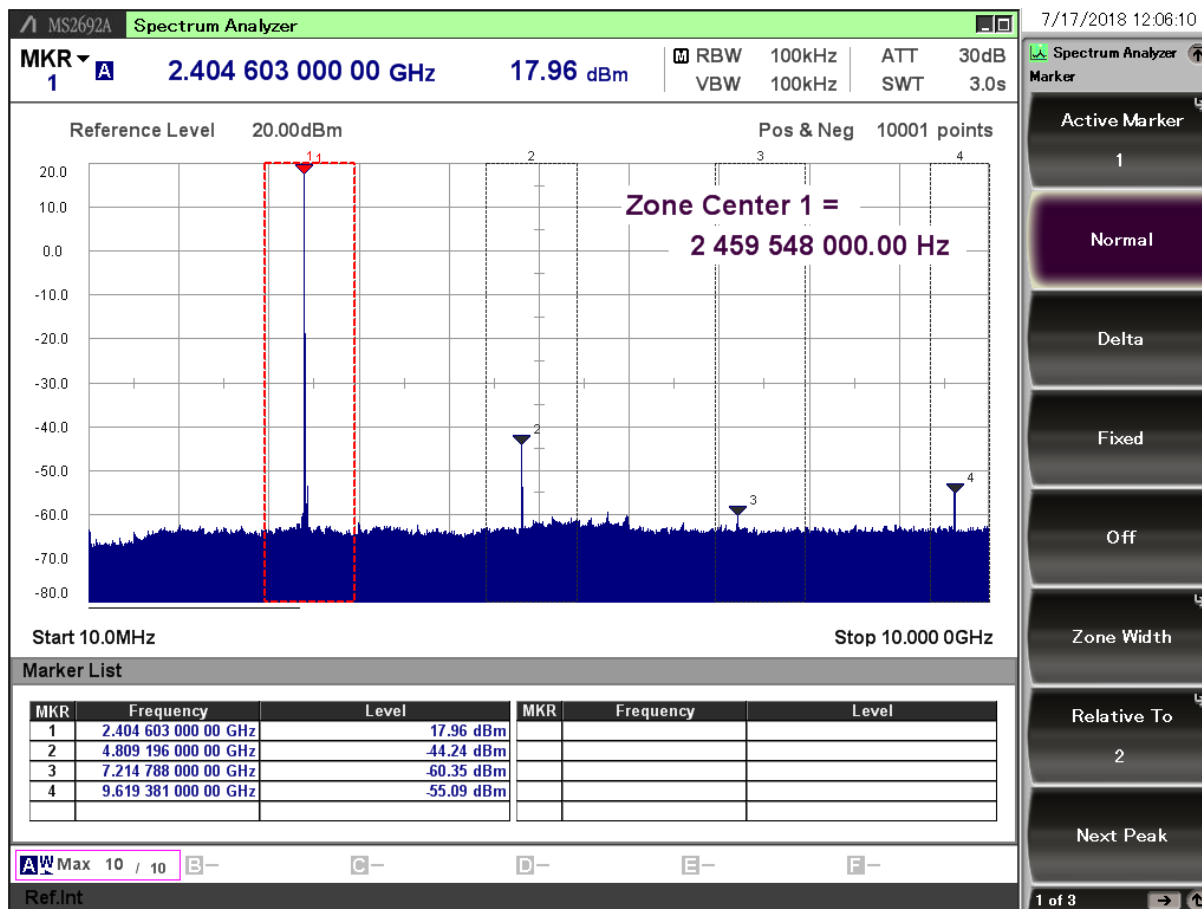 MS2692A Spectrum Analyzer
7/17/2018 12:06:10
MKR A 2.404 603 000 00 GHz 17.96 dBm M RBW 100kHz ATT 30dB
1 VBW 100kHz SWT 3.0s
Reference Level 20.00dBm Pos & Neg 10001 points
1 1 2 3 4
20.0
10.0
0.0
-10.0
-20.0
-30.0
-40.0
-50.0
-60.0
-70.0
-80.0
Zone Center 1 =
2 459 548 000.00 Hz
2
3
4
Start 10.0MHz Stop 10.000 0GHz
Marker List
MKR Frequency Level MKR Frequency Level
1 2.404 603 000 00 GHz 17.96 dBm
2 4.809 196 000 00 GHz -44.24 dBm
3 7.214 788 000 00 GHz -60.35 dBm
4 9.619 381 000 00 GHz -55.09 dBm
A W Max 10 / 10 B- C- D- E- F-
Ref.Int
Spectrum Analyzer
Marker
Active Marker
1
Normal
Delta
Fixed
Off
Zone Width
Relative To
2
Next Peak
1 of 3